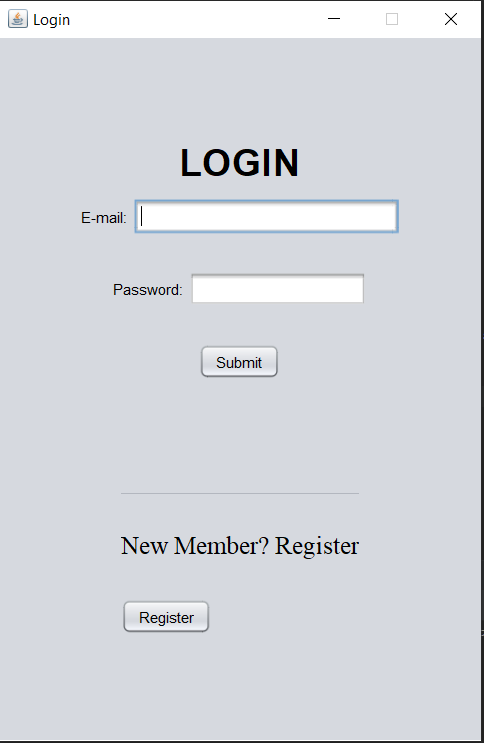 Login
LOGIN
E-mail:
Password:
Submit
New Member? Register
Register